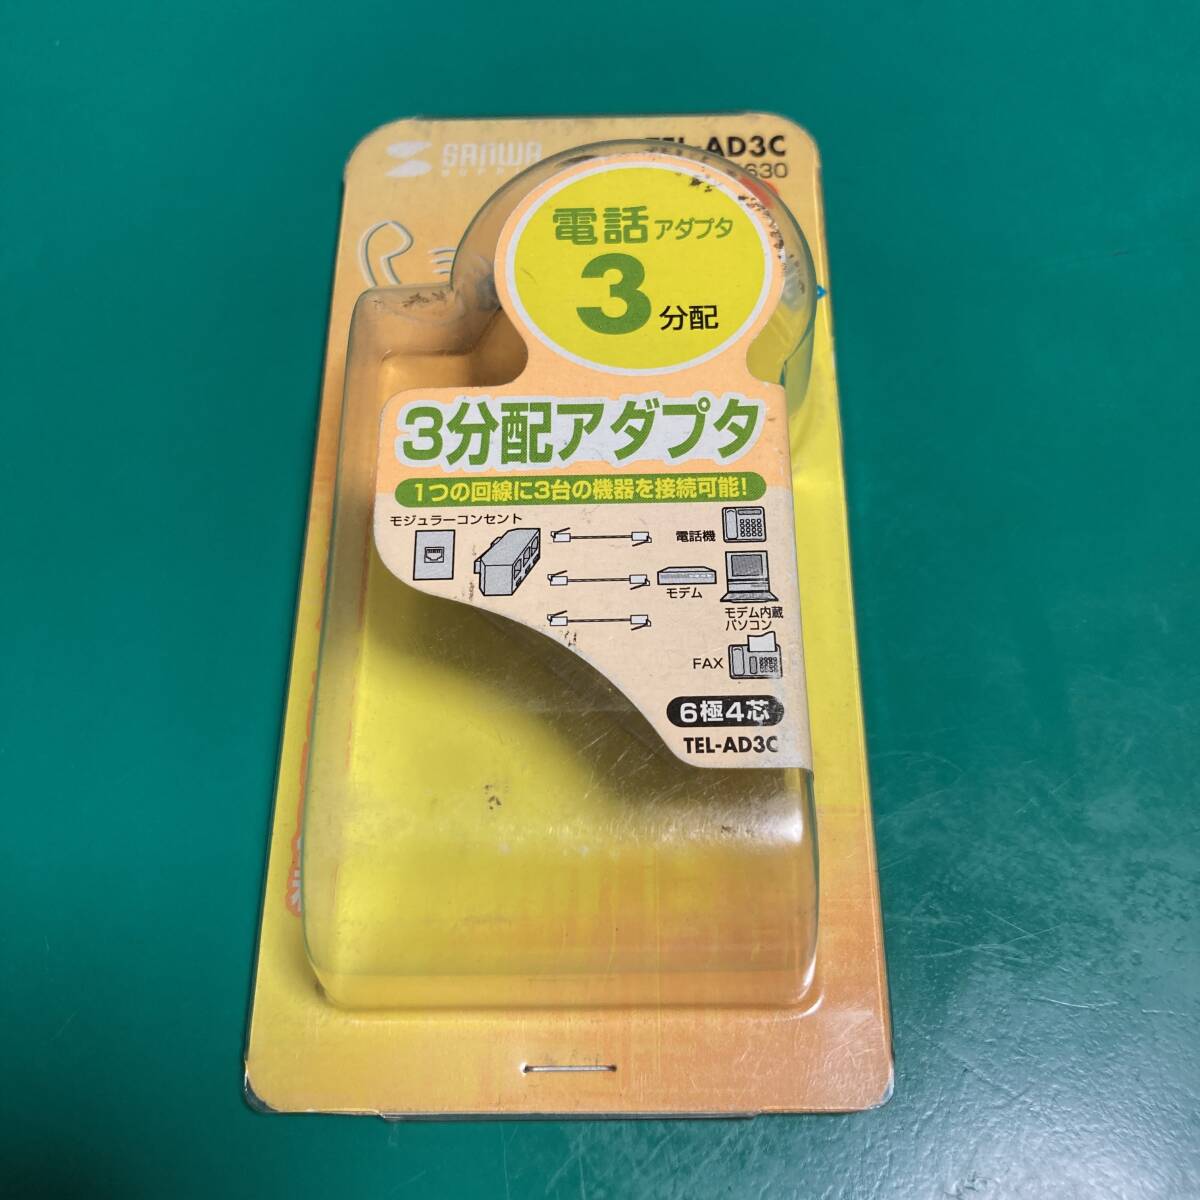 SANWA
TEL-AD3C
630
電話アダプタ
3分配
3分配アダプタ
1つの回線に3台の機器を接続可能!
モジュラーコンセント
電話機
モデム
モデム内蔵
パソコン
FAX
6極4芯
TEL-AD3C